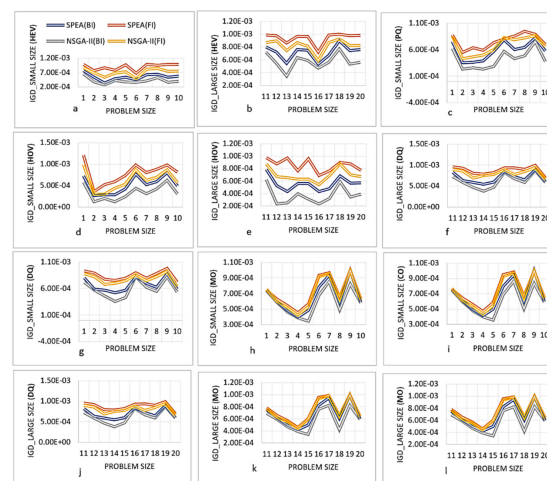 SPEA(BI) SPEA(FI)
NSGA-II(BI) NSGA-II(FI)
IGD_SMALL SIZE (HEV)
1.20E-03
7.00E-04
2.00E-04
1 2 3 4 5 6 7 8 9 10
PROBLEM SIZE
a
IGD_LARGE SIZE (HEV)
1.20E-03
1.00E-03
8.00E-04
6.00E-04
4.00E-04
2.00E-04
11 12 13 14 15 16 17 18 19 20
PROBLEM SIZE
b
IGD_SMALL SIZE (PQ)
1.10E-03
6.00E-04
1.00E-04
-4.00E-04
1 2 3 4 5 6 7 8 9 10
PROBLEM SIZE
c
IGD_SMALL SIZE (HOV)
1.50E-03
1.00E-03
5.00E-04
0.00E+00
1 2 3 4 5 6 7 8 9 10
PROBLEM SIZE
d
IGD_LARGE SIZE (HOV)
1.20E-03
1.00E-03
8.00E-04
6.00E-04
4.00E-04
2.00E-04
11 12 13 14 15 16 17 18 19 20
PROBLEM SIZE
e
IGD_LARGE SIZE (DQ)
1.50E-03
1.00E-03
5.00E-04
0.00E+00
11 12 13 14 15 16 17 18 19 20
PROBLEM SIZE
f
IGD_SMALL SIZE (DQ)
1.10E-03
6.00E-04
1.00E-04
-4.00E-04
1 2 3 4 5 6 7 8 9 10
PROBLEM SIZE
g
IGD_SMALL SIZE (MO)
1.10E-03
9.00E-04
7.00E-04
5.00E-04
3.00E-04
1 2 3 4 5 6 7 8 9 10
PROBLEM SIZE
h
IGD_SMALL SIZE (CO)
1.10E-03
9.00E-04
7.00E-04
5.00E-04
3.00E-04
1 2 3 4 5 6 7 8 9 10
PROBLEM SIZE
i
IGD_LARGE SIZE (DQ)
1.50E-03
1.00E-03
5.00E-04
0.00E+00
11 12 13 14 15 16 17 18 19 20
PROBLEM SIZE
j
IGD_LARGE SIZE (MO)
1.20E-03
1.00E-03
8.00E-04
6.00E-04
4.00E-04
2.00E-04
11 12 13 14 15 16 17 18 19 20
PROBLEM SIZE
k
IGD_LARGE SIZE (MO)
1.20E-03
1.00E-03
8.00E-04
6.00E-04
4.00E-04
2.00E-04
11 12 13 14 15 16 17 18 19 20
PROBLEM SIZE
l